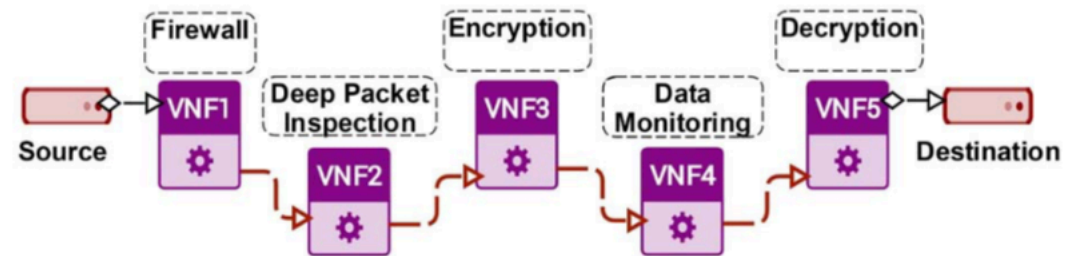 Firewall
Encryption
Decryption
VNF1
Deep Packet
Inspection
VNF3
Data
Monitoring
VNF5
Source
VNF2
VNF4
Destination